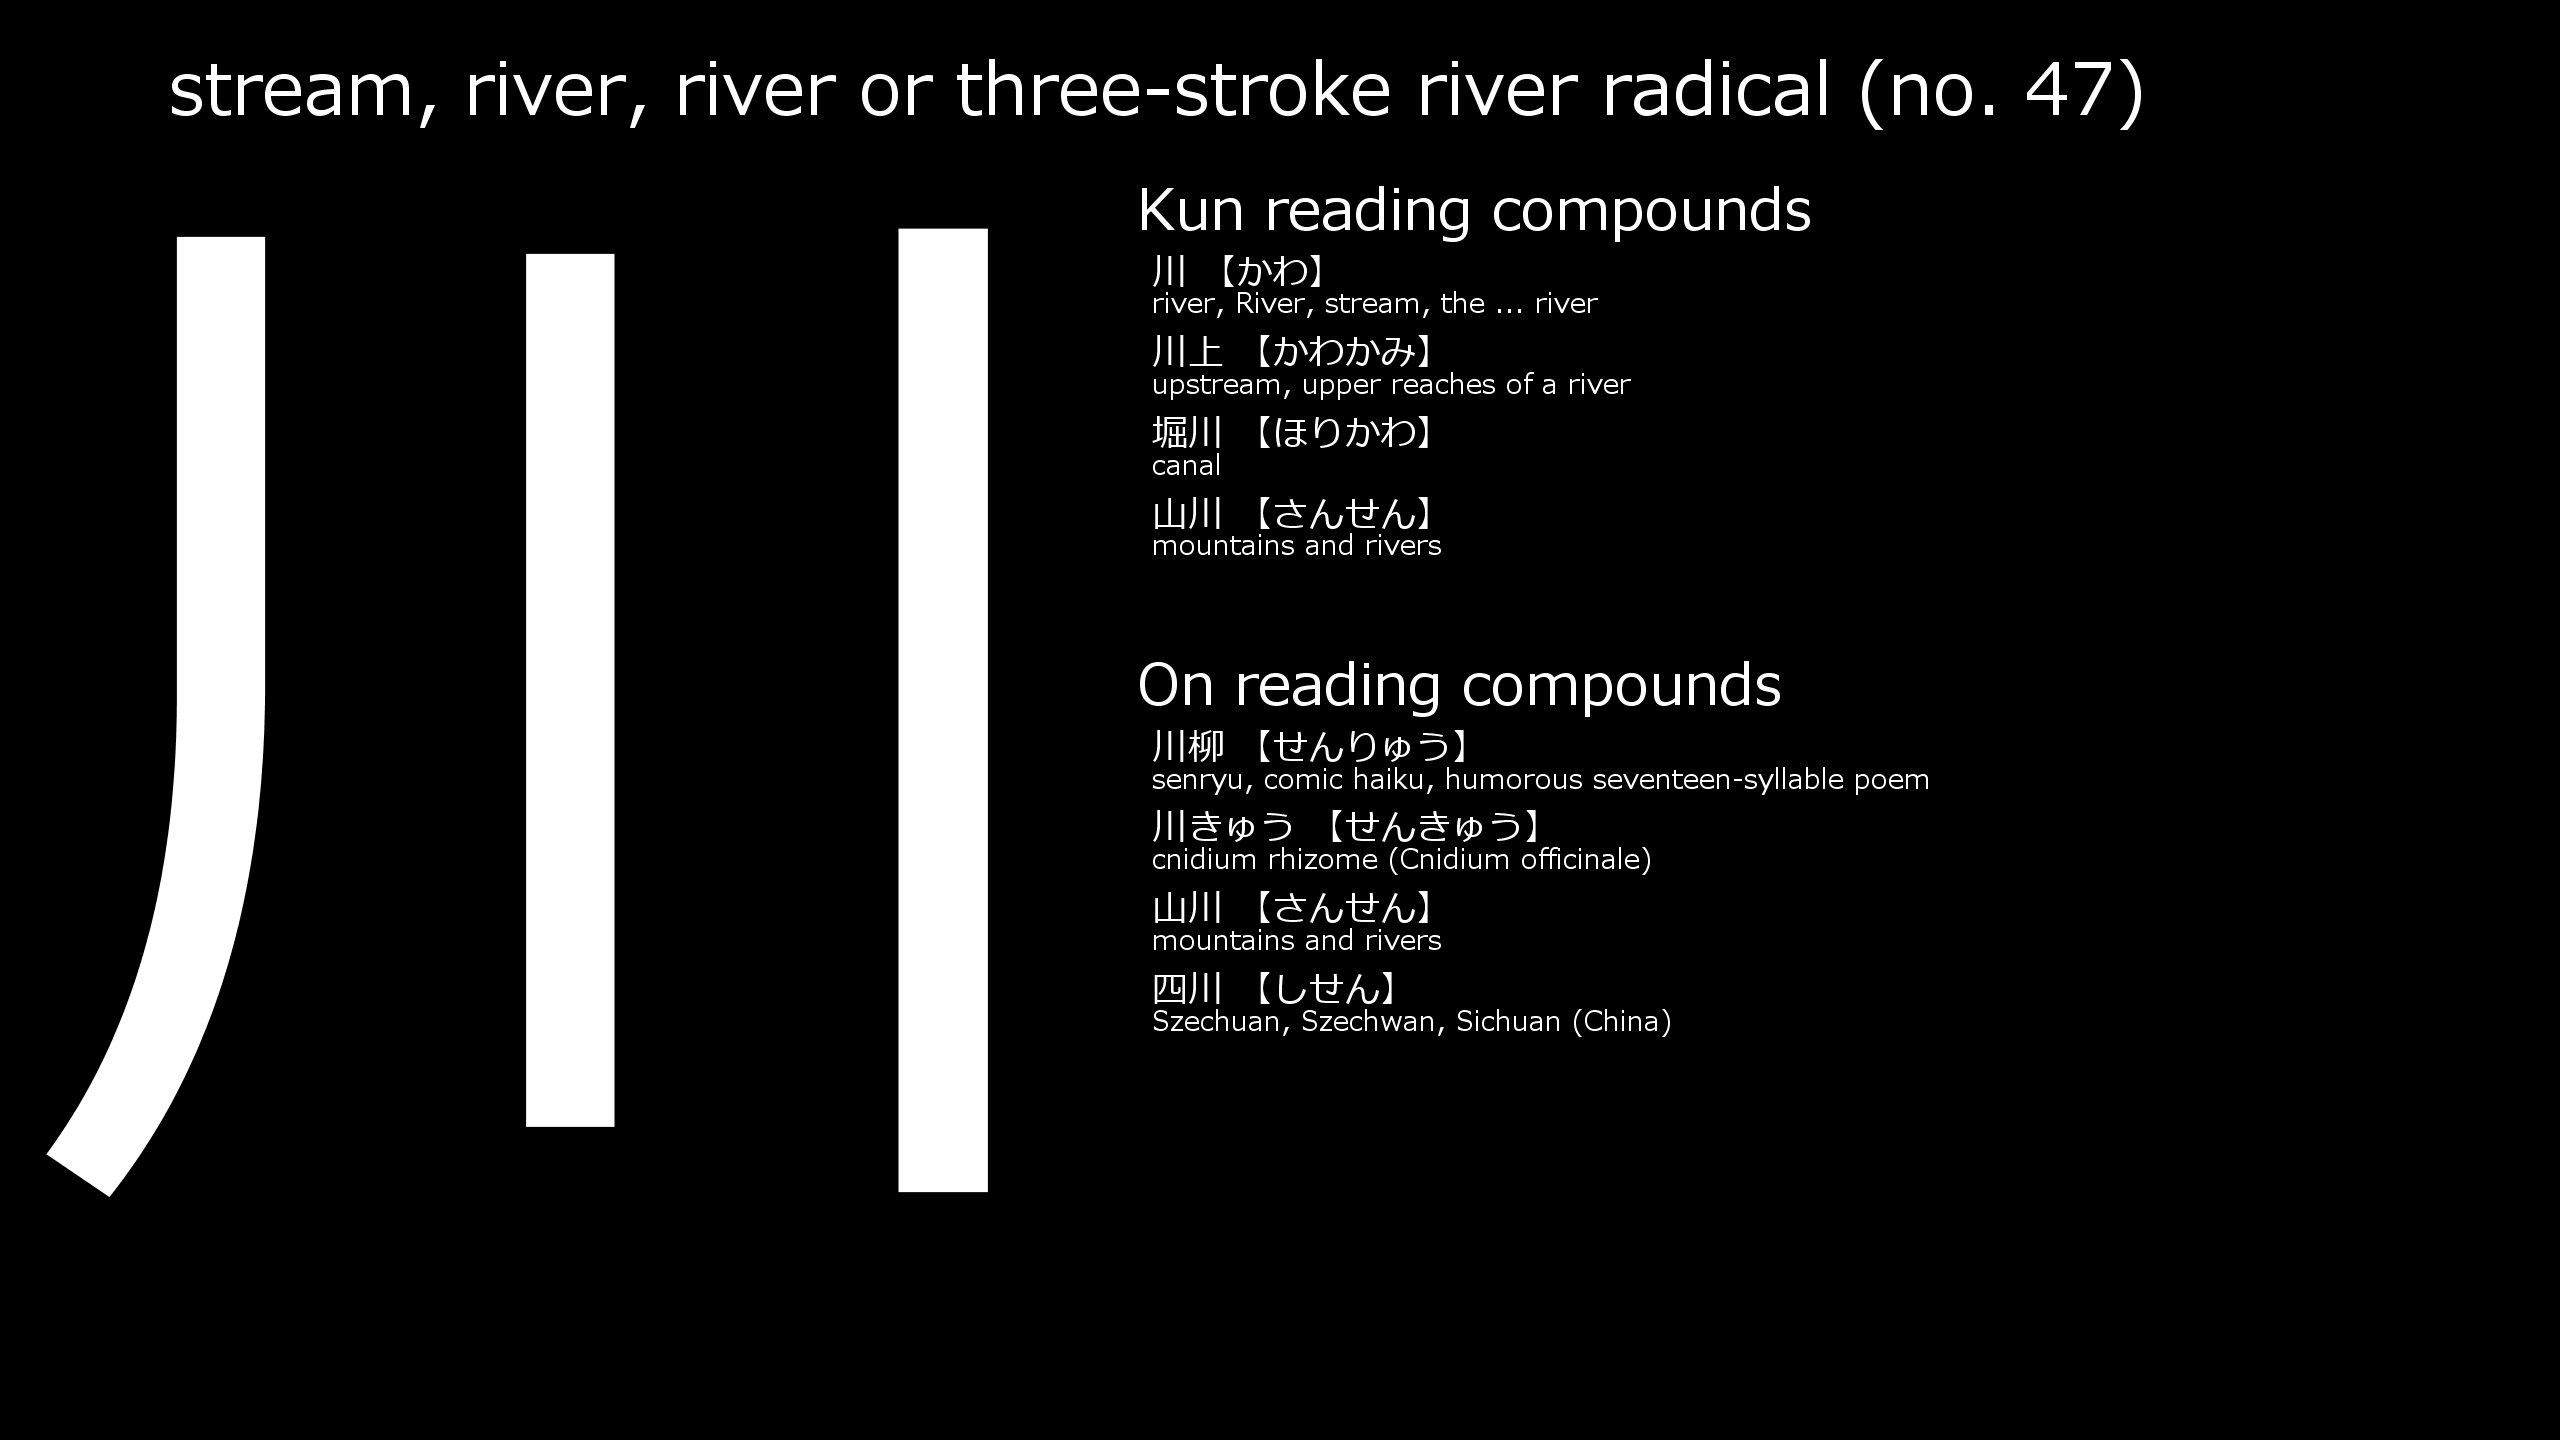 stream, river, river or three-stroke river radical (no. 47)
川
Kun reading compounds
川 【かわ】
river, River, stream, the ... river
川上 【かわかみ】
upstream, upper reaches of a river
堀川 【ほりかわ】
canal
山川 【さんせん】
mountains and rivers
On reading compounds
川柳 【せんりゅう】
senryu, comic haiku, humorous seventeen-syllable poem
川きゅう 【せんきゅう】
cnidium rhizome (Cnidium officinale)
山川 【さんせん】
mountains and rivers
四川 【しせん】
Szechuan, Szechwan, Sichuan (China)